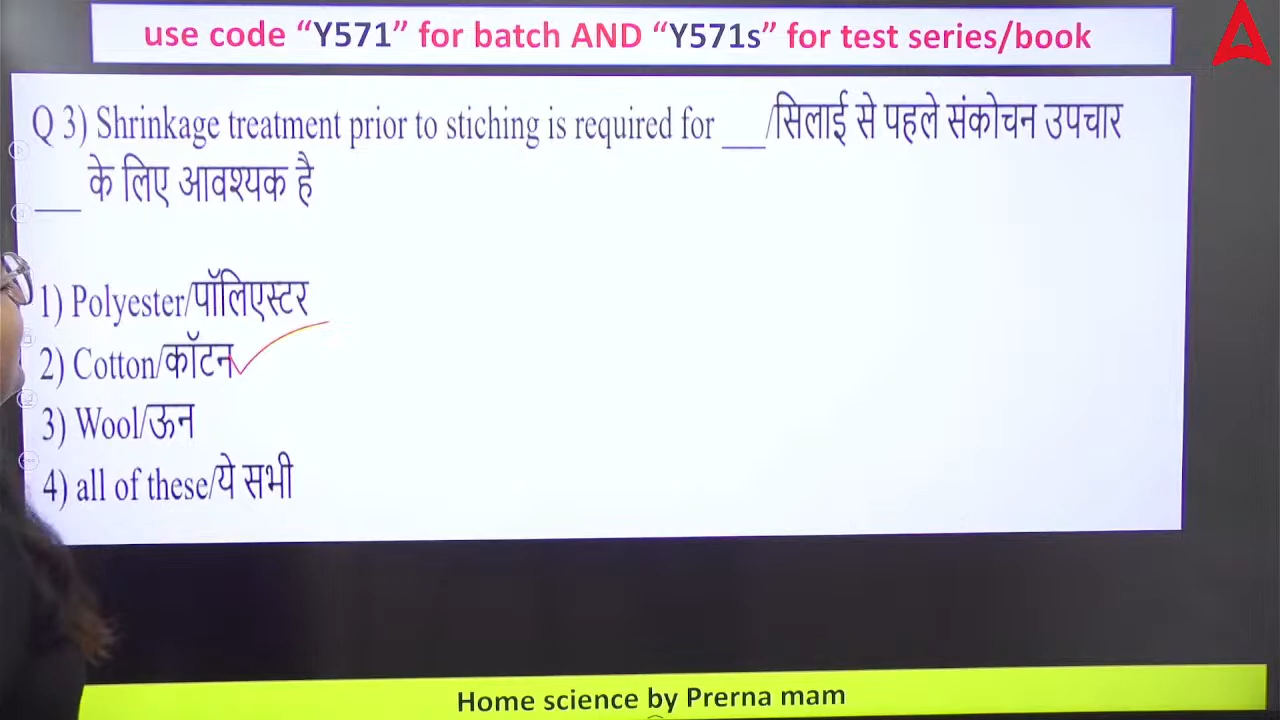 use code “Y571” for batch AND “Y571s” for test series/book
Q 3) Shrinkage treatment prior to stiching is required for ___/सिलाई से पहले संकोचन उपचार
___ के लिए आवश्यक है
1) Polyester/पॉलिएस्टर
2) Cotton/कॉटन
3) Wool/ऊन
4) all of these/ये सभी
Home science by Prerna mam